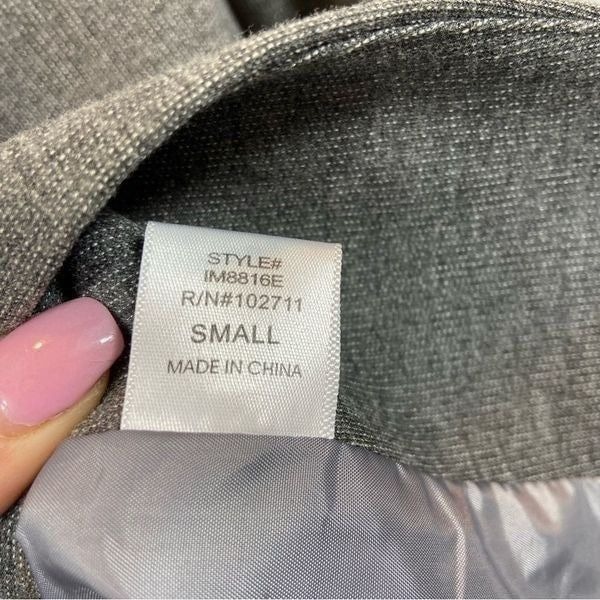 STYLE#
IM8816E
R/N#102711
SMALL
MADE IN CHINA